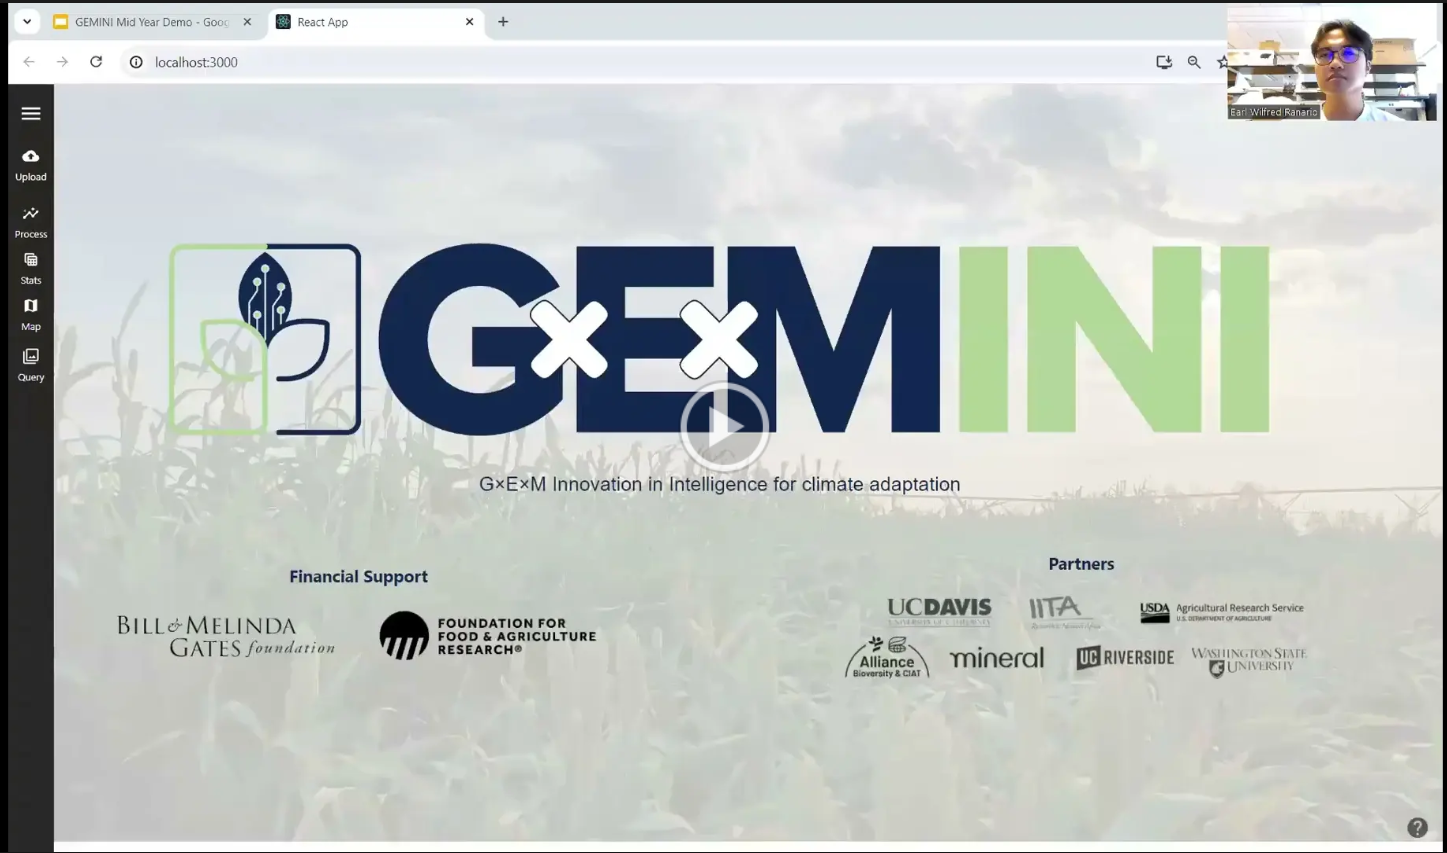 GEMINI Mid Year Demo - Goog
React App
localhost:3000
Earl Wilfred Ranario
Upload
Process
Stats
Map
Query
G×E×MINI
G×E×M Innovation in Intelligence for climate adaptation
Financial Support
BILL & MELINDA
GATES foundation
FOUNDATION FOR
FOOD & AGRICULTURE
RESEARCH®
Partners
UCDAVIS
UNIVERSITY OF CALIFORNIA
IITA
USDA Agricultural Research Service
U.S. DEPARTMENT OF AGRICULTURE
Alliance
Bioversity & CIAT
mineral
UC RIVERSIDE
WASHINGTON STATE
UNIVERSITY